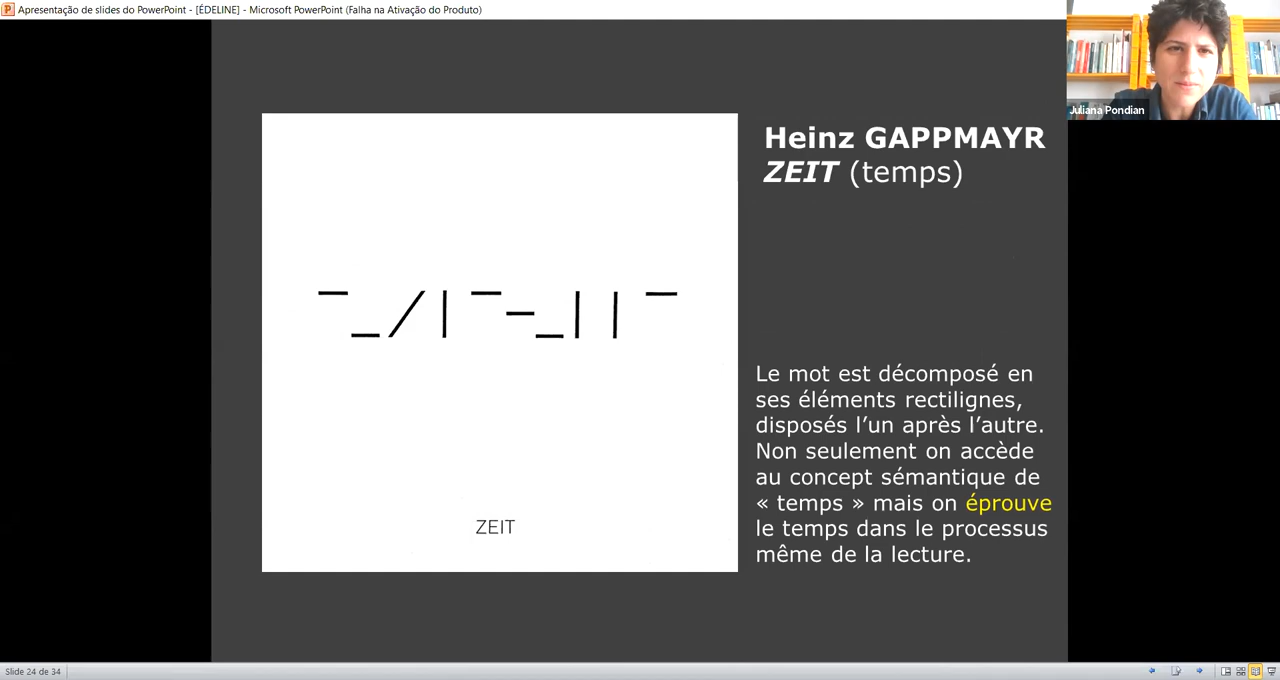 Apresentação de slides do PowerPoint - [ÉDELINE] - Microsoft PowerPoint (Falha na Ativação do Produto)
Juliana Pondian
Heinz GAPPMAYR
ZEIT (temps)
ZEIT
Le mot est décomposé en
ses éléments rectilignes,
disposés l’un après l’autre.
Non seulement on accède
au concept sémantique de
« temps » mais on éprouve
le temps dans le processus
même de la lecture.
Slide 24 de 34